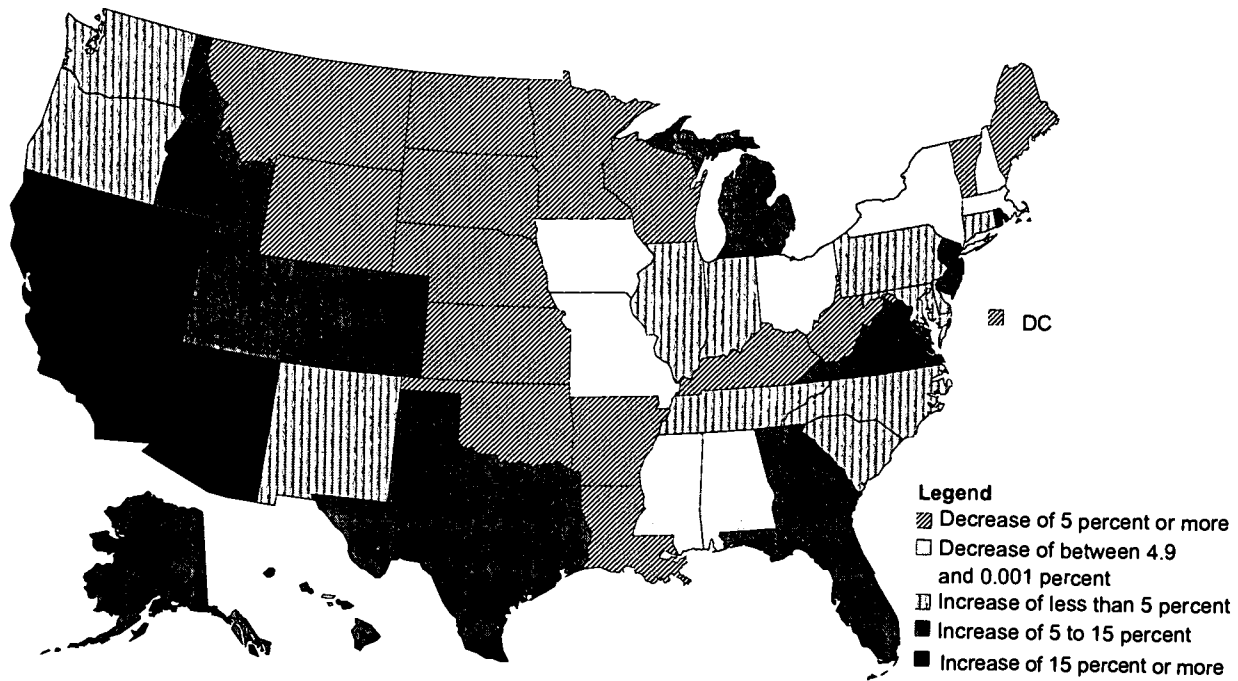 DC
Legend
Decrease of 5 percent or more
Decrease of between 4.9
and 0.001 percent
Increase of less than 5 percent
Increase of 5 to 15 percent
Increase of 15 percent or more